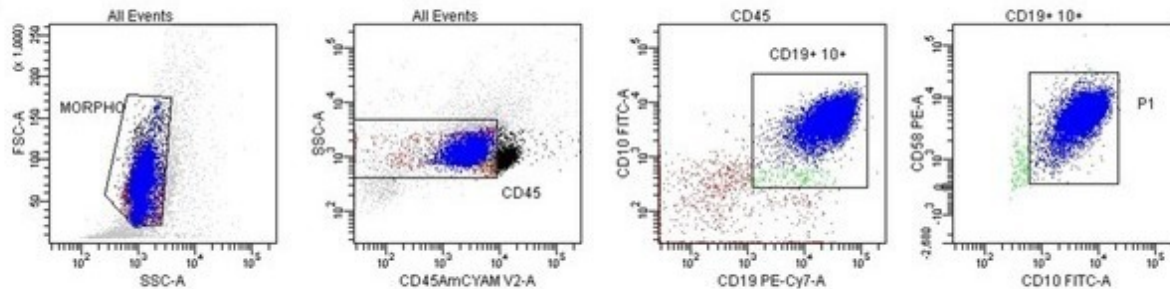 All Events
(x 1,000)
250
200
150
100
50
FSC-A
MORPHO
10² 10³ 10⁴ 10⁵
SSC-A
All Events
10⁵
10⁴
10³
10²
SSC-A
CD45
10² 10³ 10⁴ 10⁵
CD45AmCYAM V2-A
CD45
CD19+ 10+
10⁵
10⁴
10³
10²
CD10 FITC-A
10² 10³ 10⁴ 10⁵
CD19 PE-Cy7-A
CD19+ 10+
P1
10⁵
10⁴
10³
0
-10³
-2,680
CD58 PE-A
10² 10³ 10⁴ 10⁵
CD10 FITC-A